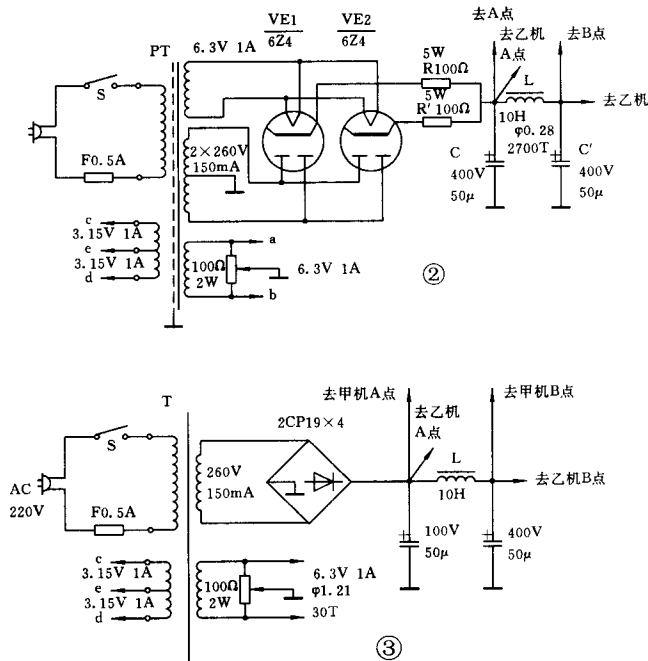 VE1
6Z4
VE2
6Z4
去A点
去B点
PT
6.3V 1A
5W
R100Ω
去乙机
A点
5W
R'100Ω
L
去乙机
S
10H
φ0.28
2700T
F0.5A
2×260V
150mA
C
400V
50μ
C'
400V
50μ
c
3.15V 1A
e
3.15V 1A
d
a
100Ω
2W
6.3V 1A
b
②
去甲机A点
去甲机B点
T
2CP19×4
去乙机
A点
S
L
AC
220V
260V
150mA
10H
去乙机B点
F0.5A
100V
50μ
400V
50μ
c
3.15V 1A
e
3.15V 1A
d
100Ω
2W
6.3V 1A
φ1.21
30T
③